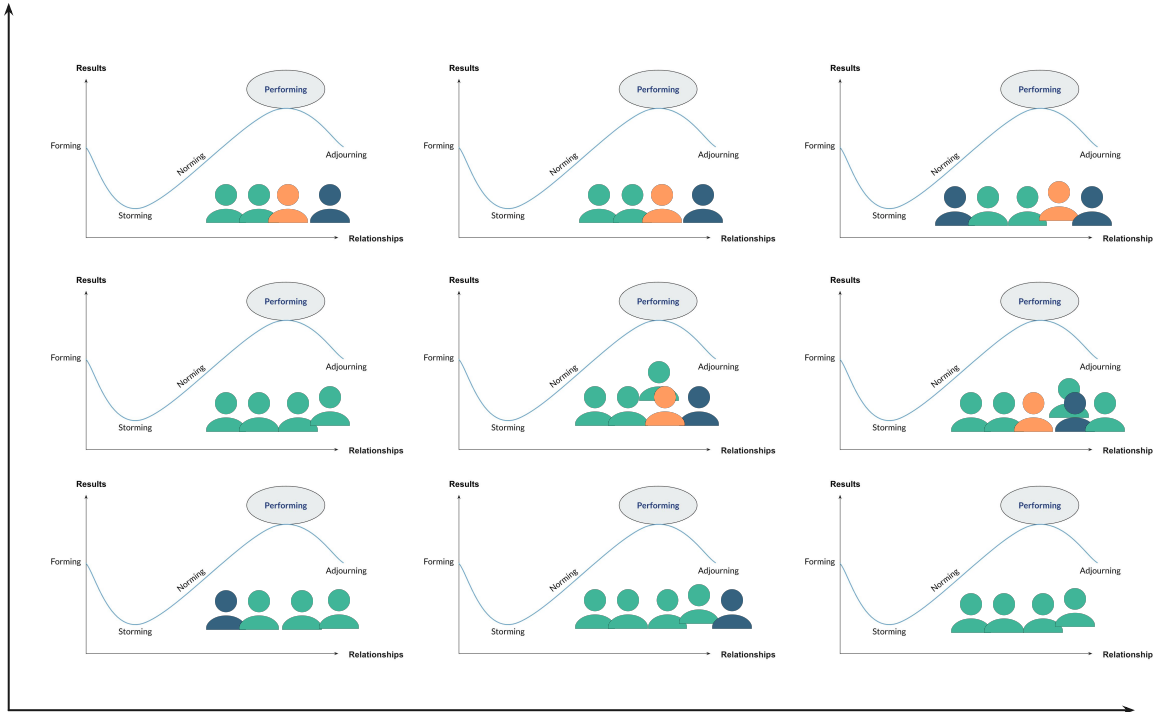 Results
Performing
Forming
Norming
Adjourning
Storming
Relationships
Results
Performing
Forming
Norming
Adjourning
Storming
Relationships
Results
Performing
Forming
Norming
Adjourning
Storming
Relationship
Results
Performing
Forming
Norming
Adjourning
Storming
Relationships
Results
Performing
Forming
Norming
Adjourning
Storming
Relationships
Results
Performing
Forming
Norming
Adjourning
Storming
Relationship
Results
Performing
Forming
Norming
Adjourning
Storming
Relationships
Results
Performing
Forming
Norming
Adjourning
Storming
Relationships
Results
Performing
Forming
Norming
Adjourning
Storming
Relationship